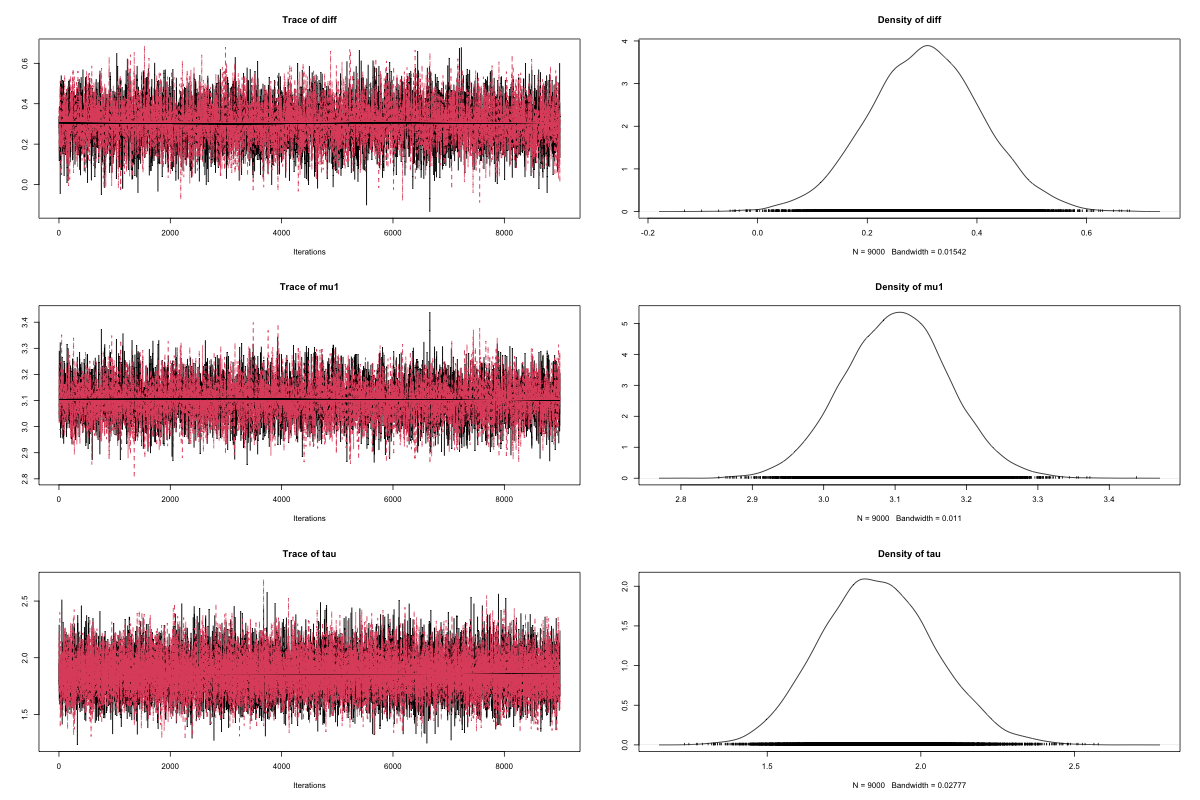 Trace of diff
0.0 0.2 0.4 0.6
0 2000 4000 6000 8000
Iterations
Density of diff
0 1 2 3 4
-0.2 0.0 0.2 0.4 0.6
N = 9000 Bandwidth = 0.01542
Trace of mu1
2.8 2.9 3.0 3.1 3.2 3.3 3.4
0 2000 4000 6000 8000
Iterations
Density of mu1
0 1 2 3 4 5
2.8 2.9 3.0 3.1 3.2 3.3 3.4
N = 9000 Bandwidth = 0.011
Trace of tau
1.5 2.0 2.5
0 2000 4000 6000 8000
Iterations
Density of tau
0.0 0.5 1.0 1.5 2.0
1.5 2.0 2.5
N = 9000 Bandwidth = 0.02777